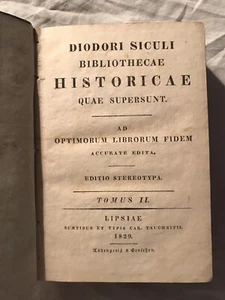 DIODORI SICULI
BIBLIOTHECAE
HISTORICAE
QUAE SUPERSUNT.
AD
OPTIMORUM LIBRORUM FIDEM
ACCURATE EDITA.
EDITIO STEREOTYPA.
TOMUS II.
LIPSIAE
SUMTIBUS ET TYPIS CAR. TAUCHNITII.
1829.